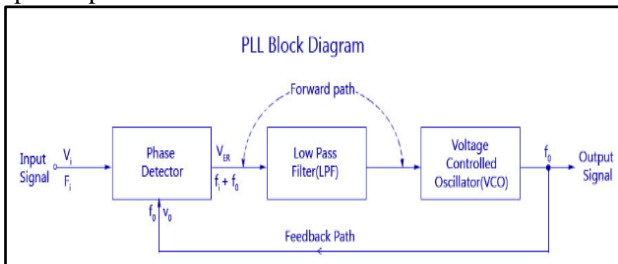 PLL Block Diagram
Forward path
Input
Signal
Vi
Fi
Phase
Detector
VER
fi + f0
Low Pass
Filter(LPF)
Voltage
Controlled
Oscillator(VCO)
f0
Output
Signal
f0 v0
Feedback Path